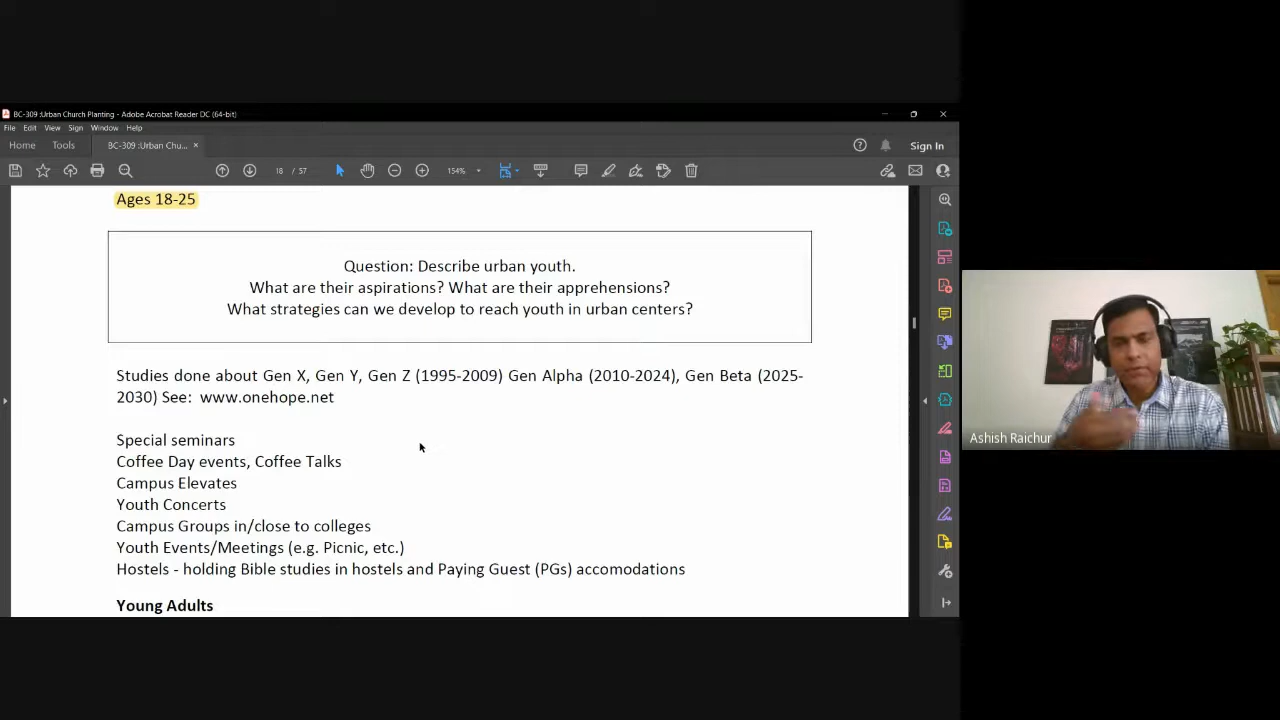 BC-309 :Urban Church Planting - Adobe Acrobat Reader DC (64-bit)
File Edit View Sign Window Help
Home Tools BC-309 :Urban Chu... × Sign In
18 / 57 154%
Ages 18-25
Question: Describe urban youth.
What are their aspirations? What are their apprehensions?
What strategies can we develop to reach youth in urban centers?
Studies done about Gen X, Gen Y, Gen Z (1995-2009) Gen Alpha (2010-2024), Gen Beta (2025-
2030) See: www.onehope.net
Special seminars
Coffee Day events, Coffee Talks
Campus Elevates
Youth Concerts
Campus Groups in/close to colleges
Youth Events/Meetings (e.g. Picnic, etc.)
Hostels - holding Bible studies in hostels and Paying Guest (PGs) accomodations
Young Adults
Ashish Raichur